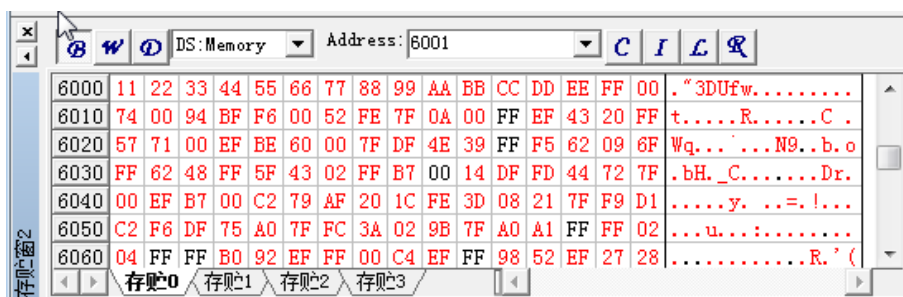 B W D DS:Memory Address: 6001 C I L R
6000 11 22 33 44 55 66 77 88 99 AA BB CC DD EE FF 00 ."3DUfw.........
6010 74 00 94 BF F6 00 52 FE 7F 0A 00 FF EF 43 20 FF t.....R......C .
6020 57 71 00 EF BE 60 00 7F DF 4E 39 FF F5 62 09 6F Wq...`...N9..b.o
6030 FF 62 48 FF 5F 43 02 FF B7 00 14 DF FD 44 72 7F .bH._C.......Dr.
6040 00 EF B7 00 C2 79 AF 20 1C FE 3D 08 21 7F F9 D1 .....y. ..=.!...
6050 C2 F6 DF 75 A0 7F FC 3A 02 9B 7F A0 A1 FF FF 02 ...u...:........
6060 04 FF FF B0 92 EF FF 00 C4 EF FF 98 52 EF 27 28 ............R.'(
存贮0 存贮1 存贮2 存贮3
存贮窗2